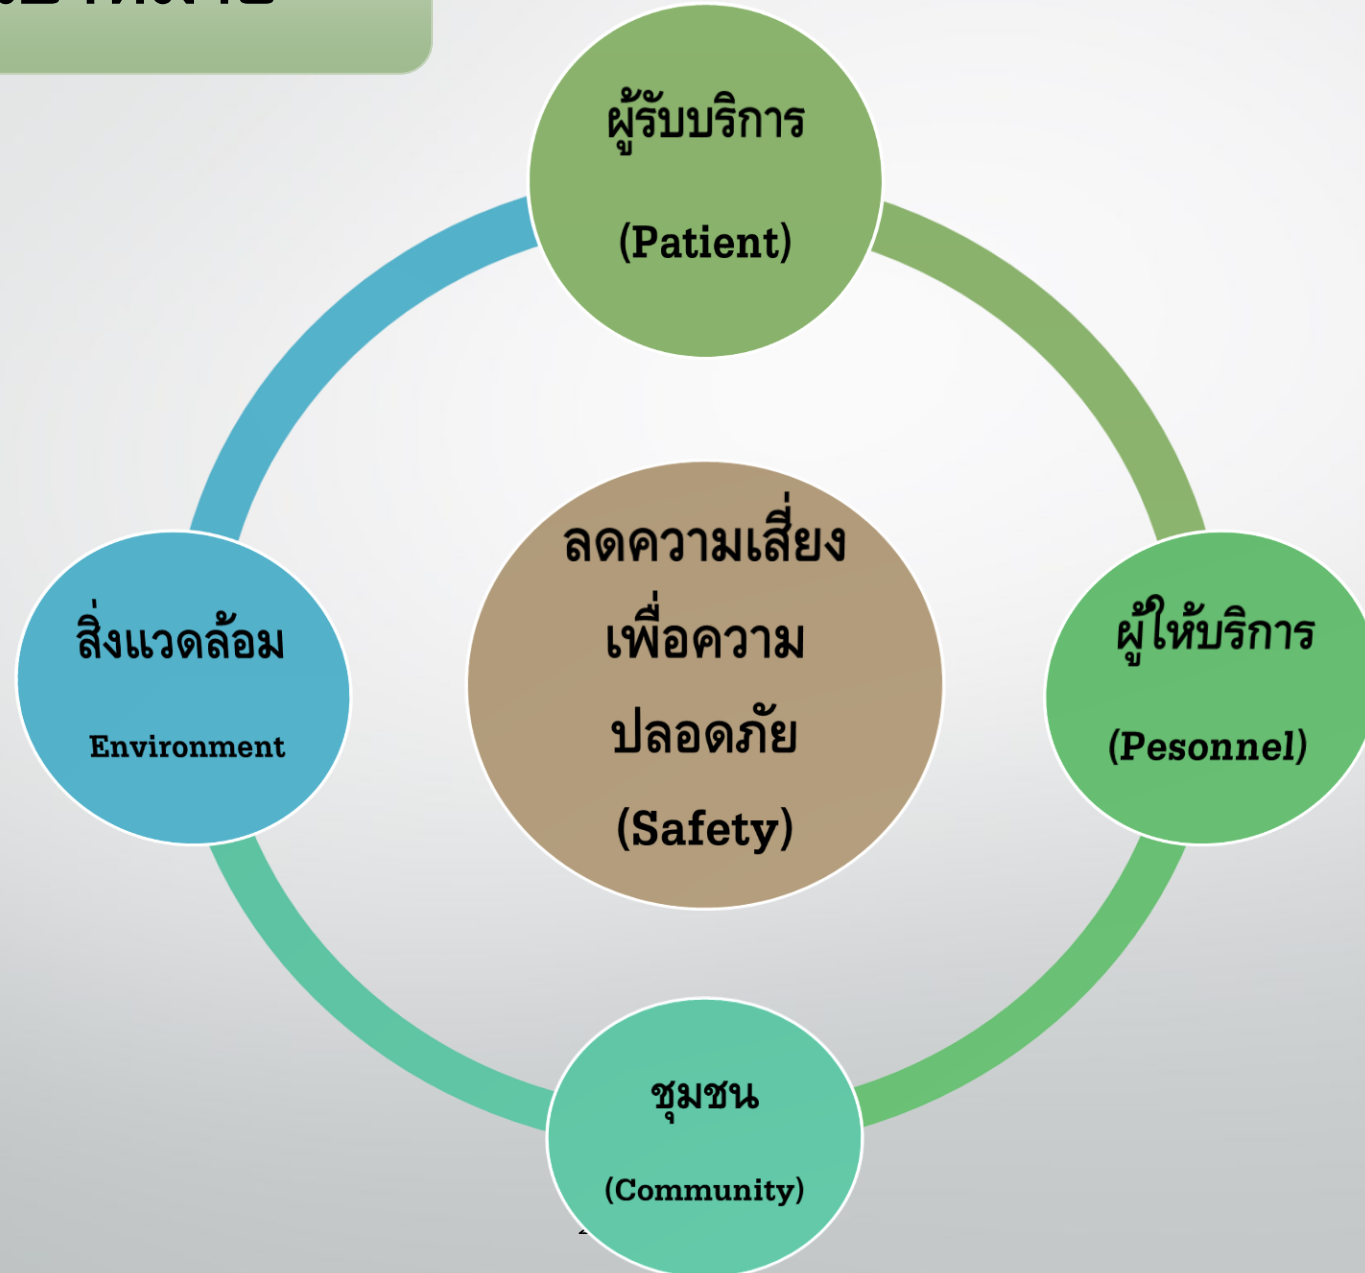 ผู้รับบริการ
(Patient)
ลดความเสี่ยง
เพื่อความ
ปลอดภัย
(Safety)
สิ่งแวดล้อม
Environment
ผู้ให้บริการ
(Pesonnel)
ชุมชน
(Community)